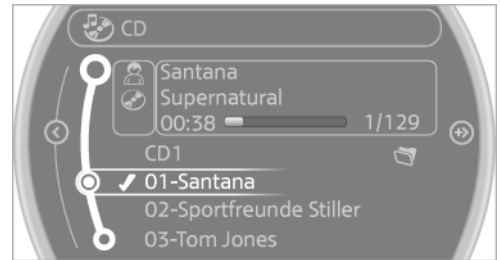 CD
Santana
Supernatural
00:38 1/129
CD1
01-Santana
02-Sportfreunde Stiller
03-Tom Jones